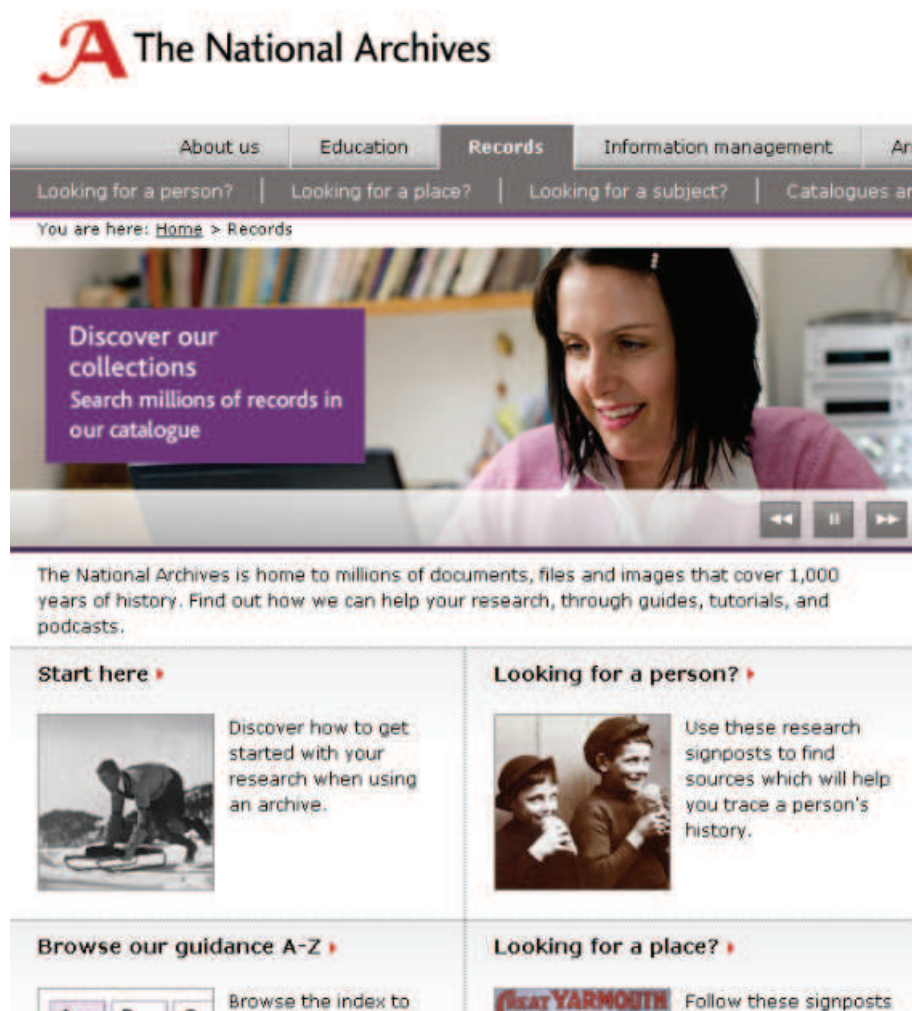 A The National Archives
About us Education Records Information management
Looking for a person? Looking for a place? Looking for a subject? Catalogues
You are here: Home > Records
Discover our
collections
Search millions of records in
our catalogue
The National Archives is home to millions of documents, files and images that cover 1,000
years of history. Find out how we can help your research, through guides, tutorials, and
podcasts.
Start here
Discover how to get
started with your
research when using
an archive.
Looking for a person?
Use these research
signposts to find
sources which will help
you trace a person's
history.
Browse our guidance A-Z
Browse the index to
Looking for a place?
GREAT YARMOUTH
Follow these signposts